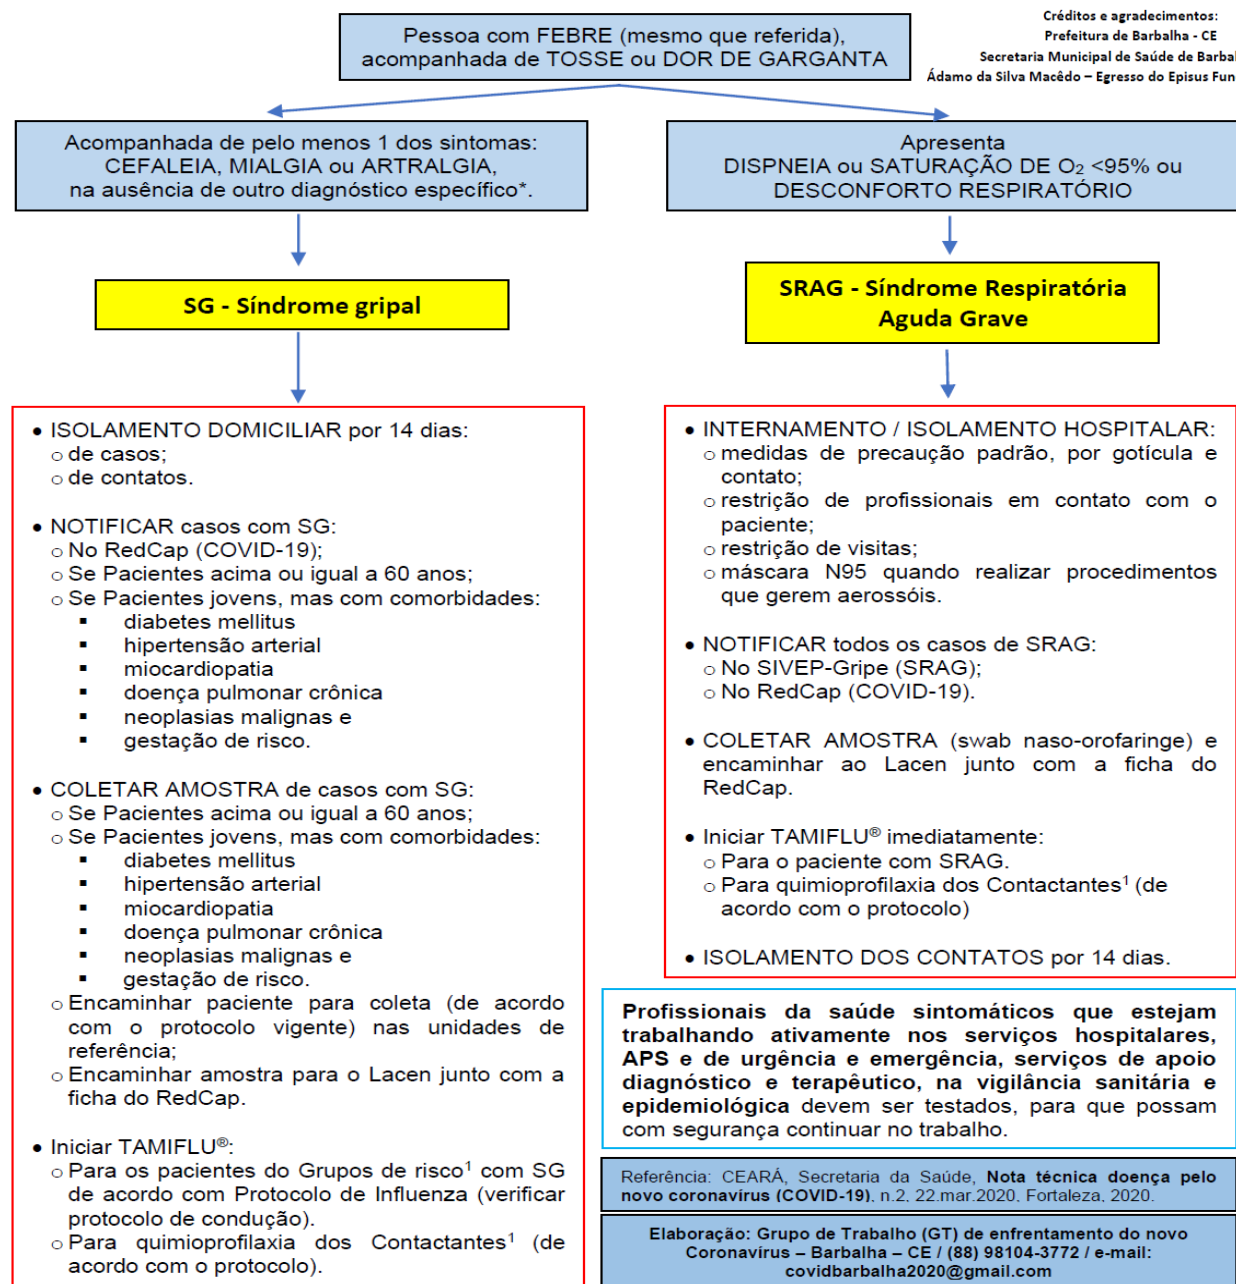 Créditos e agradecimentos:
Prefeitura de Barbalha - CE
Secretaria Municipal de Saúde de Barbal
Ádamo da Silva Macêdo – Egresso do Episus Fun
Pessoa com FEBRE (mesmo que referida),
acompanhada de TOSSE ou DOR DE GARGANTA
Acompanhada de pelo menos 1 dos sintomas:
CEFALEIA, MIALGIA ou ARTRALGIA,
na ausência de outro diagnóstico específico*.
SG - Síndrome gripal
• ISOLAMENTO DOMICILIAR por 14 dias:
o de casos;
o de contatos.
• NOTIFICAR casos com SG:
o No RedCap (COVID-19);
o Se Pacientes acima ou igual a 60 anos;
o Se Pacientes jovens, mas com comorbidades:
▪ diabetes mellitus
▪ hipertensão arterial
▪ miocardiopatia
▪ doença pulmonar crônica
▪ neoplasias malignas e
▪ gestação de risco.
• COLETAR AMOSTRA de casos com SG:
o Se Pacientes acima ou igual a 60 anos;
o Se Pacientes jovens, mas com comorbidades:
▪ diabetes mellitus
▪ hipertensão arterial
▪ miocardiopatia
▪ doença pulmonar crônica
▪ neoplasias malignas e
▪ gestação de risco.
o Encaminhar paciente para coleta (de acordo
com o protocolo vigente) nas unidades de
referência;
o Encaminhar amostra para o Lacen junto com a
ficha do RedCap.
• Iniciar TAMIFLU®:
o Para os pacientes do Grupos de risco¹ com SG
de acordo com Protocolo de Influenza (verificar
protocolo de condução).
o Para quimioprofilaxia dos Contactantes¹ (de
acordo com o protocolo).
Apresenta
DISPNEIA ou SATURAÇÃO DE O₂ <95% ou
DESCONFORTO RESPIRATÓRIO
SRAG - Síndrome Respiratória
Aguda Grave
• INTERNAMENTO / ISOLAMENTO HOSPITALAR:
o medidas de precaução padrão, por gotícula e
contato;
o restrição de profissionais em contato com o
paciente;
o restrição de visitas;
o máscara N95 quando realizar procedimentos
que gerem aerossóis.
• NOTIFICAR todos os casos de SRAG:
o No SIVEP-Gripe (SRAG);
o No RedCap (COVID-19).
• COLETAR AMOSTRA (swab naso-orofaringe) e
encaminhar ao Lacen junto com a ficha do
RedCap.
• Iniciar TAMIFLU® imediatamente:
o Para o paciente com SRAG.
o Para quimioprofilaxia dos Contactantes¹ (de
acordo com o protocolo)
• ISOLAMENTO DOS CONTATOS por 14 dias.
Profissionais da saúde sintomáticos que estejam
trabalhando ativamente nos serviços hospitalares,
APS e de urgência e emergência, serviços de apoio
diagnóstico e terapêutico, na vigilância sanitária e
epidemiológica devem ser testados, para que possam
com segurança continuar no trabalho.
Referência: CEARÁ, Secretaria da Saúde, Nota técnica doença pelo
novo coronavírus (COVID-19), n.2, 22.mar.2020, Fortaleza, 2020.
Elaboração: Grupo de Trabalho (GT) de enfrentamento do novo
Coronavírus – Barbalha – CE / (88) 98104-3772 / e-mail:
covidbarbalha2020@gmail.com